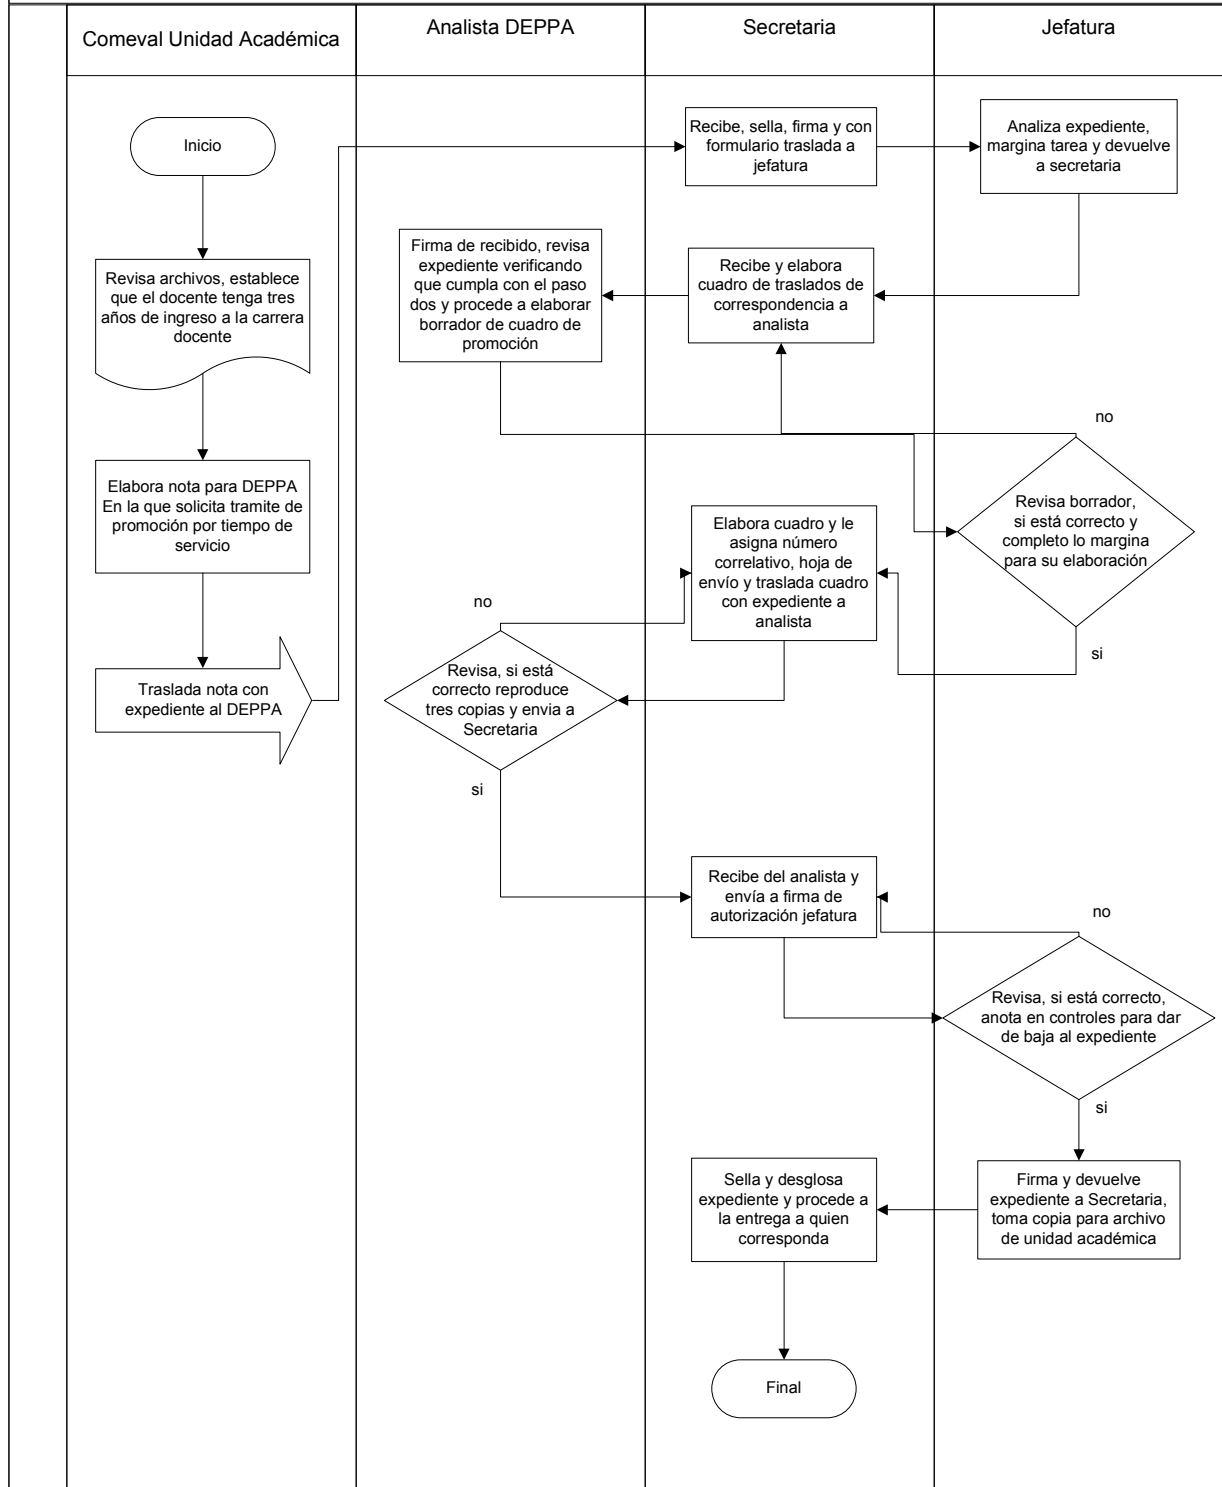 Comeval Unidad Académica
Analista DEPPA
Secretaria
Jefatura
Inicio
Recibe, sella, firma y con
formulario traslada a
jefatura
Analiza expediente,
margina tarea y devuelve
a secretaria
Revisa archivos, establece
que el docente tenga tres
años de ingreso a la carrera
docente
Firma de recibido, revisa
expediente verificando
que cumpla con el paso
dos y procede a elaborar
borrador de cuadro de
promoción
Recibe y elabora
cuadro de traslados de
correspondencia a
analista
no
Elabora nota para DEPPA
En la que solicita tramite de
promoción por tiempo de
servicio
Elabora cuadro y le
asigna número
correlativo, hoja de
envío y traslada cuadro
con expediente a
analista
Revisa borrador,
si está correcto y
completo lo margina
para su elaboración
no
si
Traslada nota con
expediente al DEPPA
Revisa, si está
correcto reproduce
tres copias y envia a
Secretaria
si
Recibe del analista y
envía a firma de
autorización jefatura
no
Revisa, si está correcto,
anota en controles para dar
de baja al expediente
si
Sella y desglosa
expediente y procede a
la entrega a quien
corresponda
Firma y devuelve
expediente a Secretaria,
toma copia para archivo
de unidad académica
Final